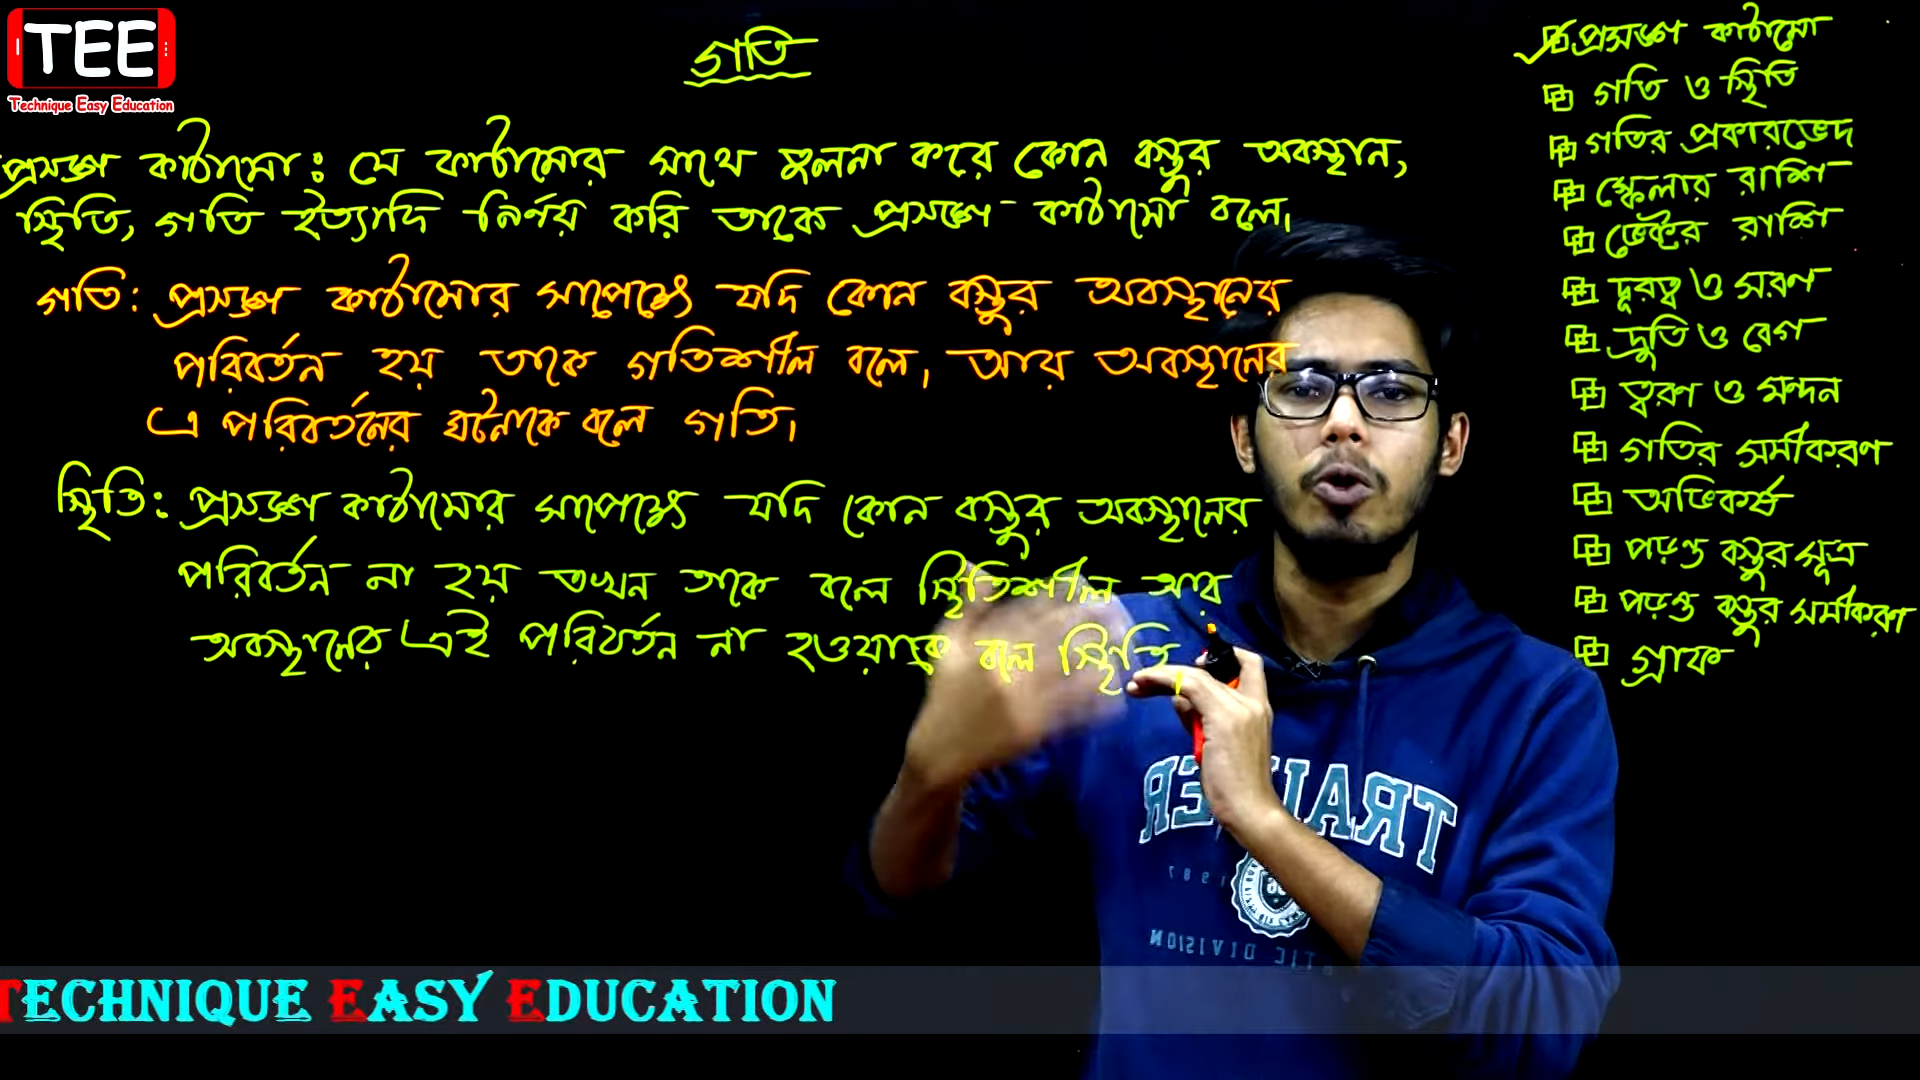 TEE
Technique Easy Education
গতি
প্রসঙ্গ কাঠামো : যে কাঠামোর সাথে তুলনা করে কোন বস্তুর অবস্থান,
স্থিতি, গতি ইত্যাদি নির্ণয় করি তাকে প্রসঙ্গ কাঠামো বলে।
গতি : প্রসঙ্গ কাঠামোর সাপেক্ষে যদি কোন বস্তুর অবস্থানের
পরিবর্তন হয় তাকে গতিশীল বলে, আর অবস্থানের
এ পরিবর্তনের ঘটনাকে বলে গতি।
স্থিতি : প্রসঙ্গ কাঠামোর সাপেক্ষে যদি কোন বস্তুর অবস্থানের
পরিবর্তন না হয় তখন তাকে বলে স্থিতিশীল আর
অবস্থানের এই পরিবর্তন না হওয়াকে বলে স্থিতি।
প্রসঙ্গ কাঠামো
গতি ও স্থিতি
গতির প্রকারভেদ
স্কেলার রাশি
ভেক্টর রাশি
দূরত্ব ও সরণ
দ্রুতি ও বেগ
ত্বরণ ও মন্দন
গতির সমীকরণ
অভিকর্ষ
পড়ন্ত বস্তুর সূত্র
পড়ন্ত বস্তুর সমীকরণ
গ্রাফ
TRAINER
1987
TIC DIVISION
TECHNIQUE EASY EDUCATION